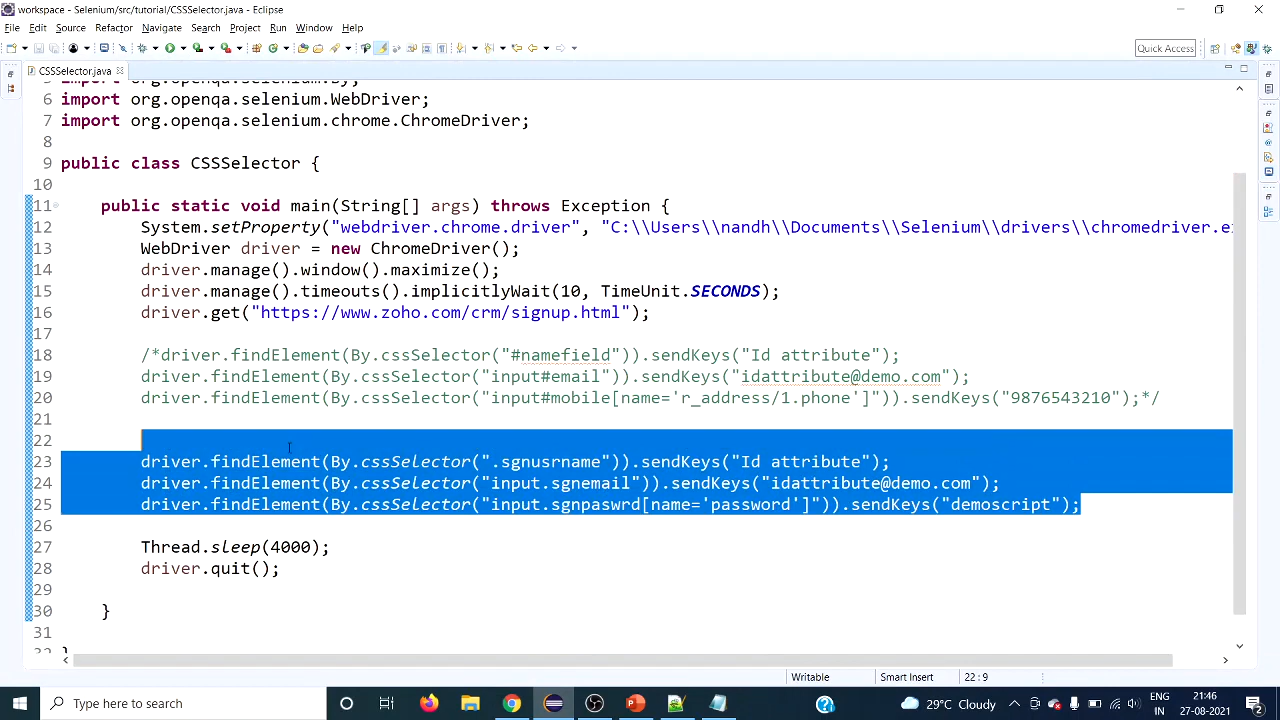 workspace - Selenium/src/tutorial/CSSSelector.java - Eclipse
File Edit Source Refactor Navigate Search Project Run Window Help
Quick Access
CSSSelector.java
5 import org.openqa.selenium.By;
6 import org.openqa.selenium.WebDriver;
7 import org.openqa.selenium.chrome.ChromeDriver;
8
9 public class CSSSelector {
10
11 public static void main(String[] args) throws Exception {
12 System.setProperty("webdriver.chrome.driver", "C:\\Users\\nandh\\Documents\\Selenium\\drivers\\chromedriver.e
13 WebDriver driver = new ChromeDriver();
14 driver.manage().window().maximize();
15 driver.manage().timeouts().implicitlyWait(10, TimeUnit.SECONDS);
16 driver.get("https://www.zoho.com/crm/signup.html");
17
18 /*driver.findElement(By.cssSelector("#namefield")).sendKeys("Id attribute");
19 driver.findElement(By.cssSelector("input#email")).sendKeys("idattribute@demo.com");
20 driver.findElement(By.cssSelector("input#mobile[name='r_address/1.phone']")).sendKeys("9876543210");*/
21
22
23 driver.findElement(By.cssSelector(".sgnusrname")).sendKeys("Id attribute");
24 driver.findElement(By.cssSelector("input.sgnemail")).sendKeys("idattribute@demo.com");
25 driver.findElement(By.cssSelector("input.sgnpaswrd[name='password']")).sendKeys("demoscript");
26
27 Thread.sleep(4000);
28 driver.quit();
29
30 }
31
32 }
Writable Smart Insert 22:9
Type here to search
29°C Cloudy
ENG
IN
21:46
27-08-2021
2